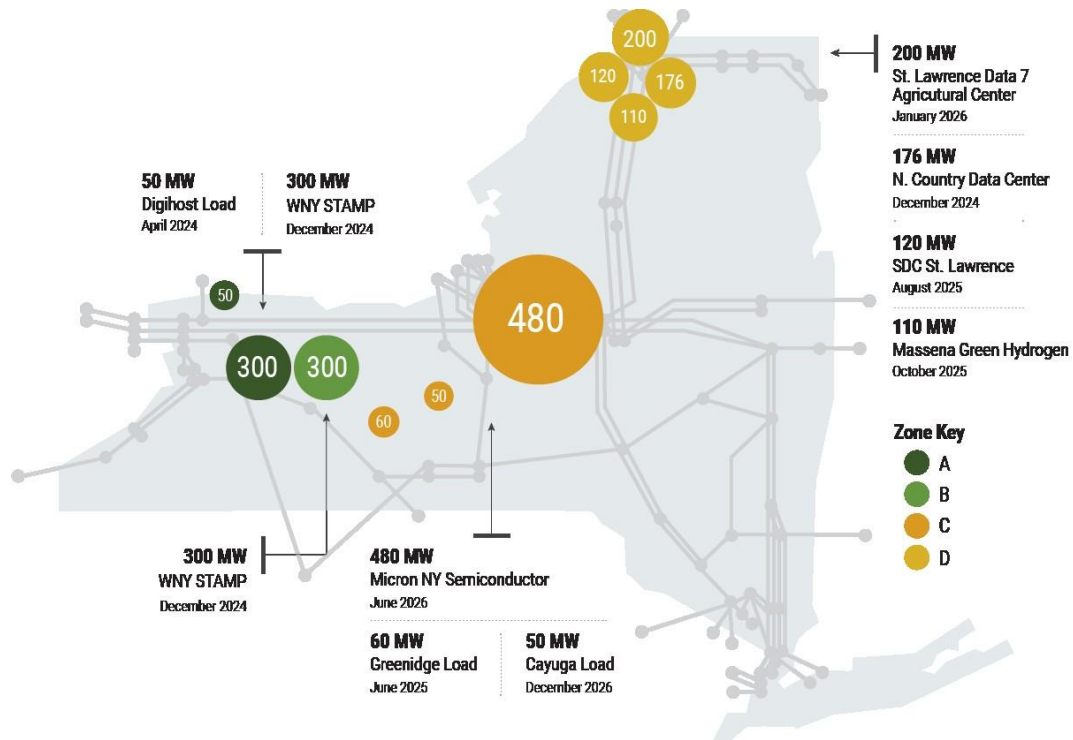 200
120
176
110
200 MW
St. Lawrence Data 7
Agricutural Center
January 2026
176 MW
N. Country Data Center
December 2024
120 MW
SDC St. Lawrence
August 2025
110 MW
Massena Green Hydrogen
October 2025
50 MW
Digihost Load
April 2024
300 MW
WNY STAMP
December 2024
50
480
300
300
50
60
Zone Key
A
B
C
D
300 MW
WNY STAMP
December 2024
480 MW
Micron NY Semiconductor
June 2026
60 MW
Greenidge Load
June 2025
50 MW
Cayuga Load
December 2026